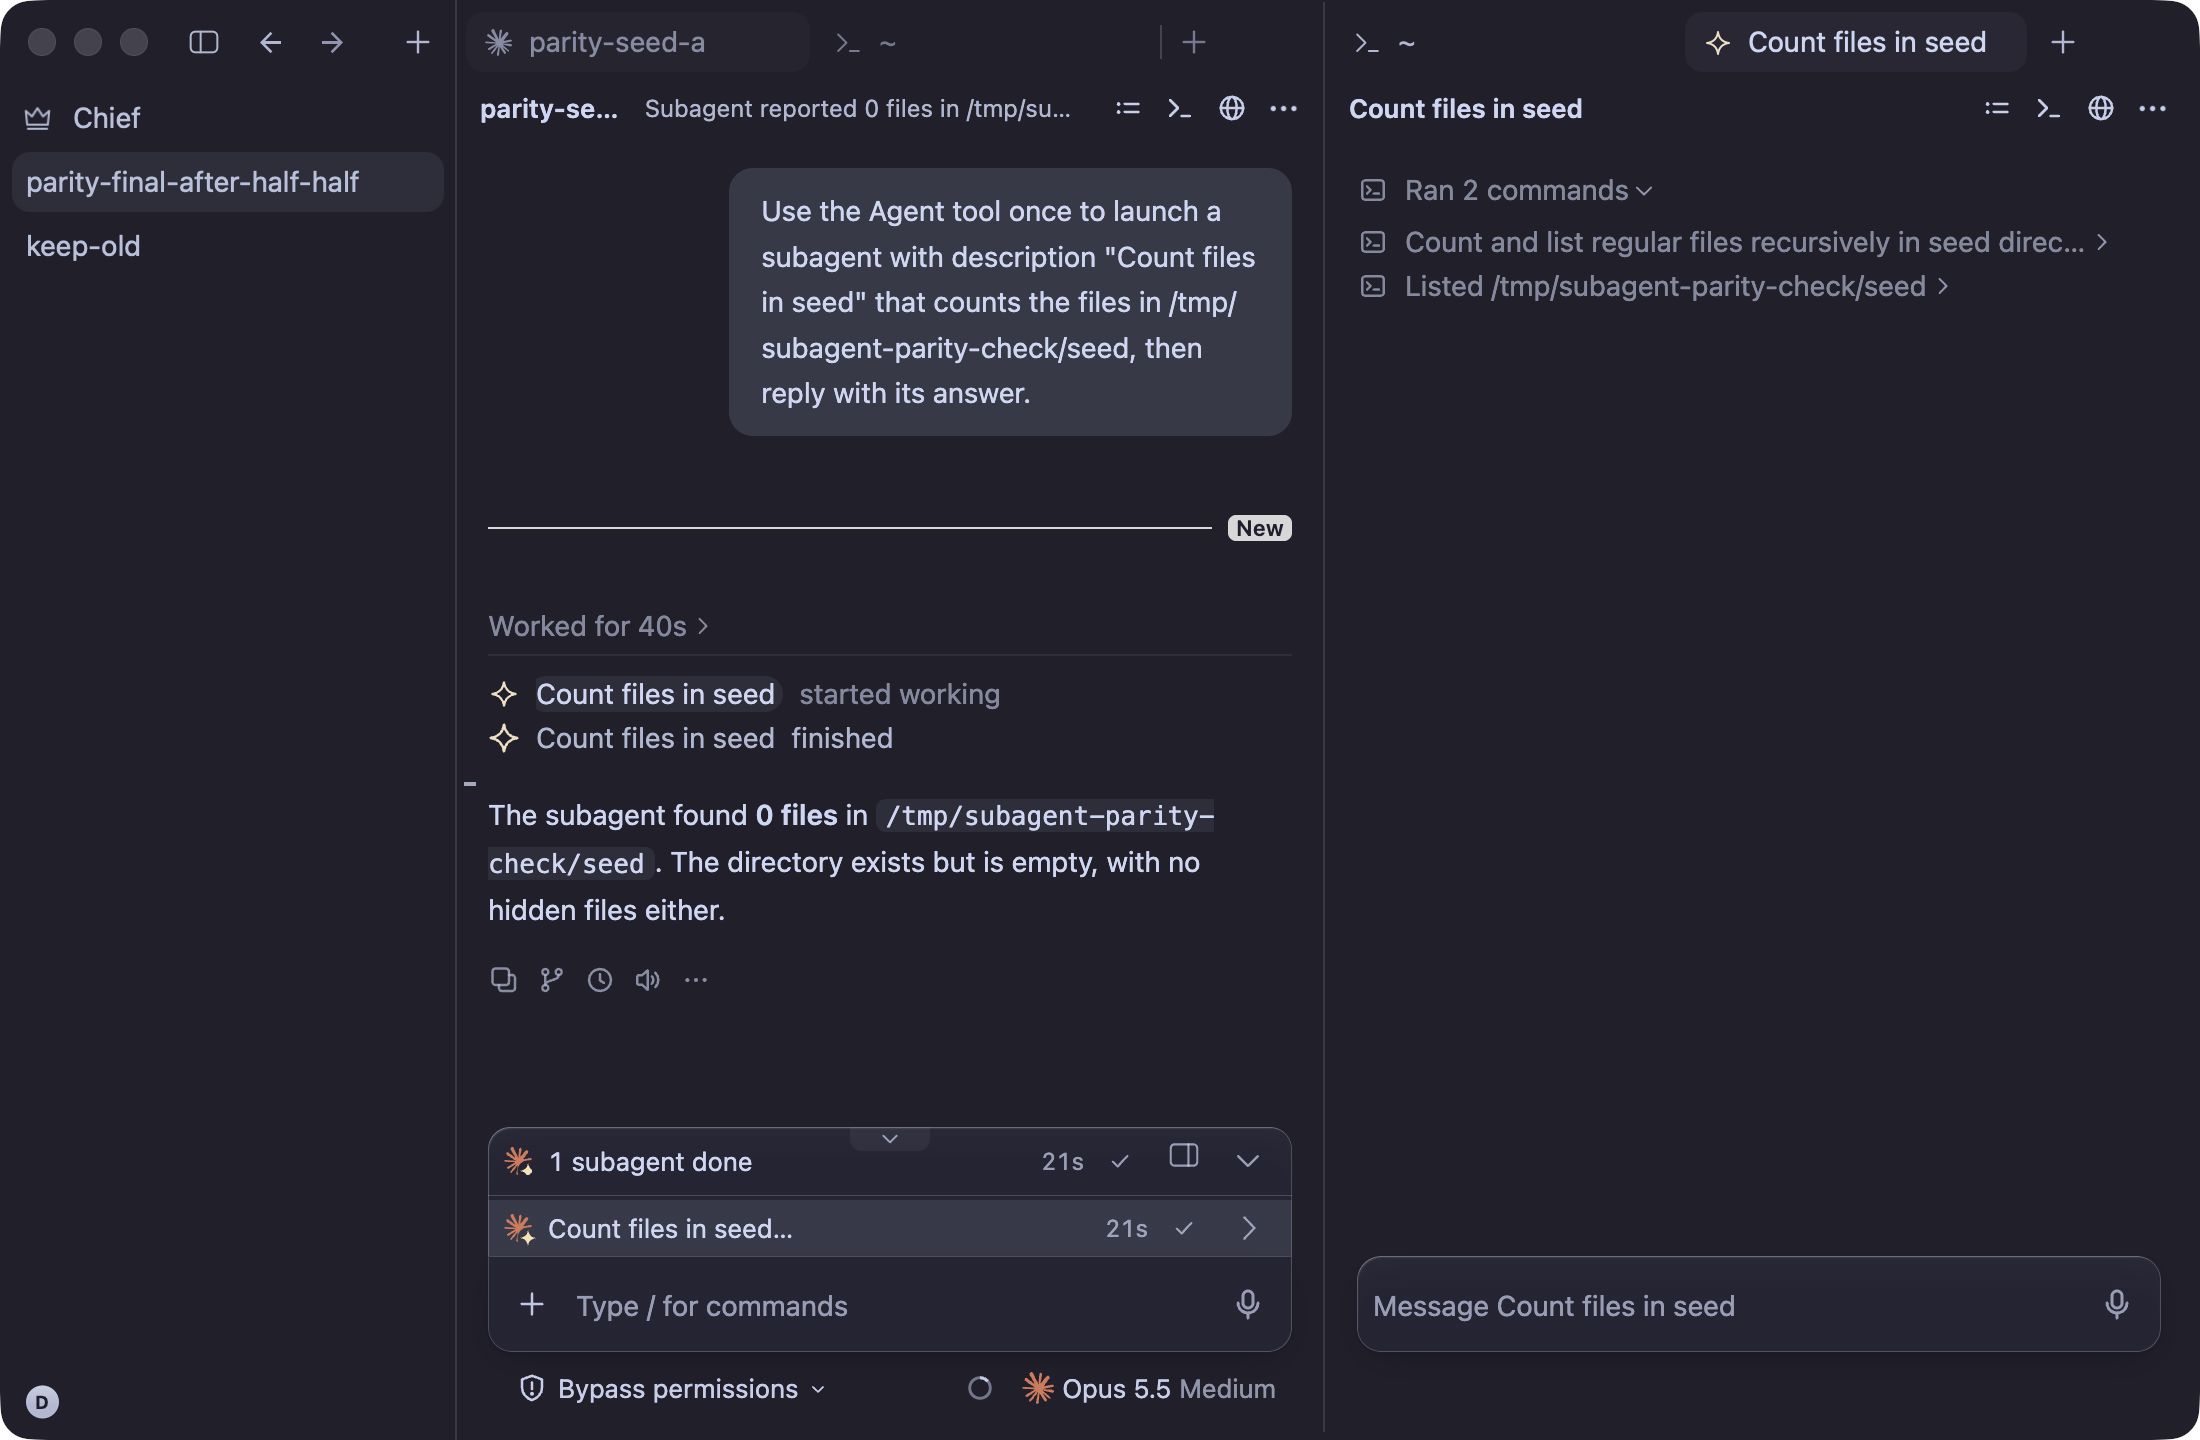 parity-seed-a
~
~
Count files in seed
Chief
parity-final-after-half-half
keep-old
D
parity-se...
Subagent reported 0 files in /tmp/su...
Use the Agent tool once to launch a
subagent with description "Count files
in seed" that counts the files in /tmp/
subagent-parity-check/seed, then
reply with its answer.
New
Worked for 40s
Count files in seed started working
Count files in seed finished
The subagent found 0 files in /tmp/subagent-parity-
check/seed. The directory exists but is empty, with no
hidden files either.
1 subagent done 21s
Count files in seed... 21s
Type / for commands
Bypass permissions
Opus 5.5 Medium
Count files in seed
Ran 2 commands
Count and list regular files recursively in seed direc...
Listed /tmp/subagent-parity-check/seed
Message Count files in seed